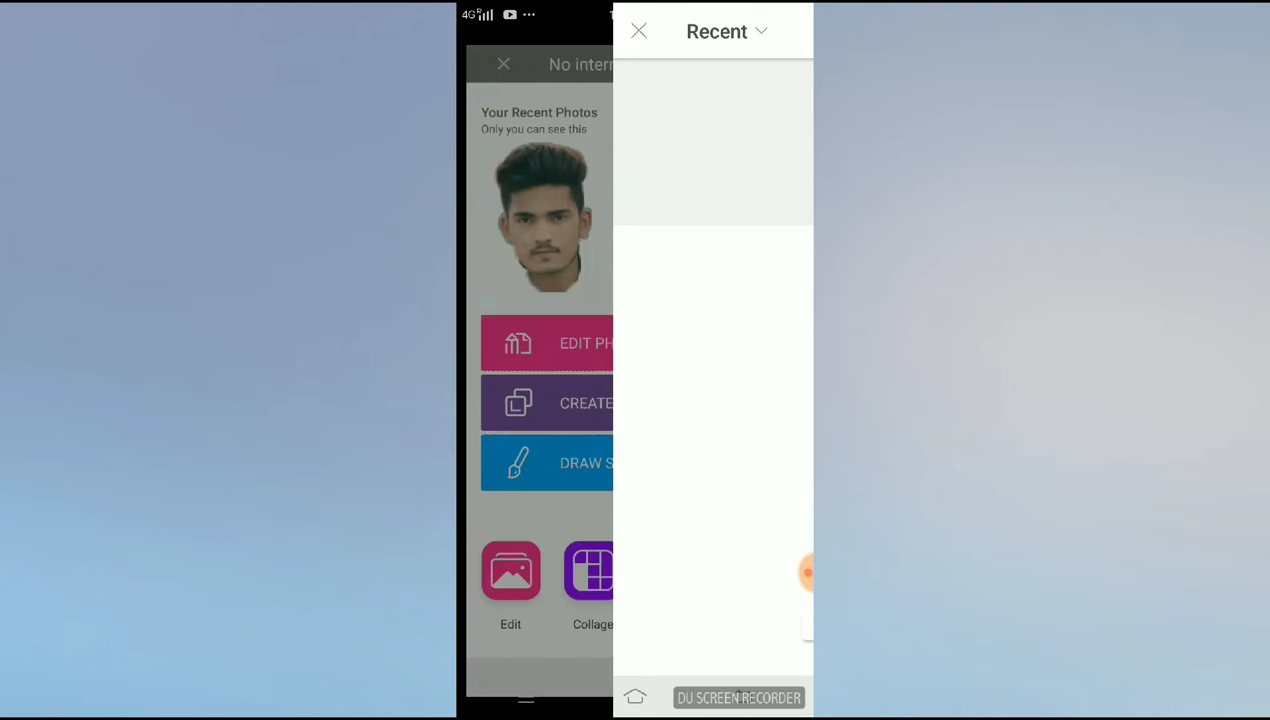 4G R
Recent
No intern
Your Recent Photos
Only you can see this
EDIT PH
CREATE
DRAW S
Edit
Collage
DU SCREEN RECORDER